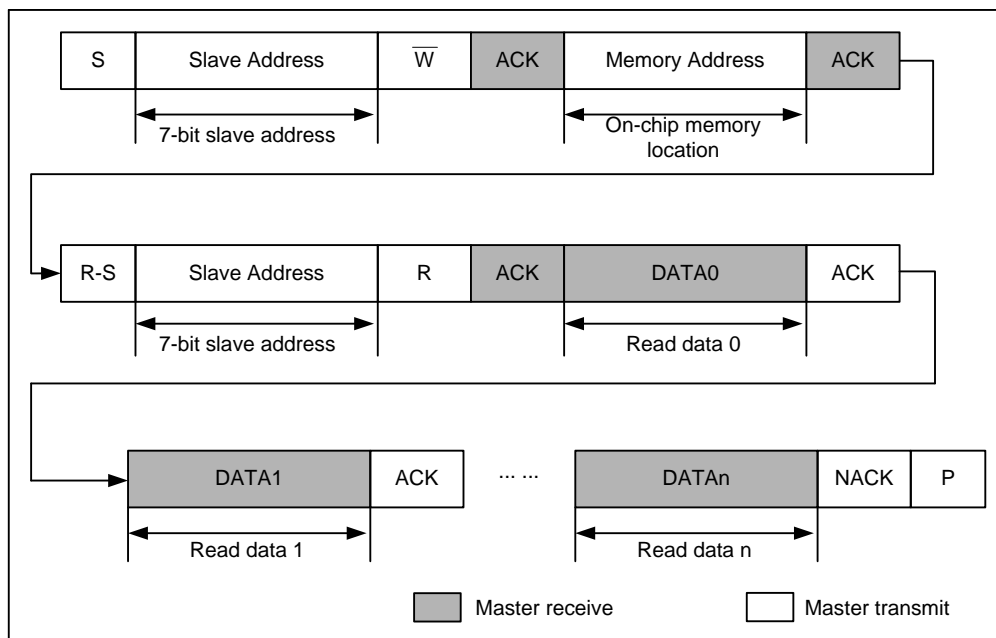 S Slave Address W̅ ACK Memory Address ACK
7-bit slave address On-chip memory
location
R-S Slave Address R ACK DATA0 ACK
7-bit slave address Read data 0
DATA1 ACK ... ... DATAn NACK P
Read data 1 Read data n
Master receive Master transmit